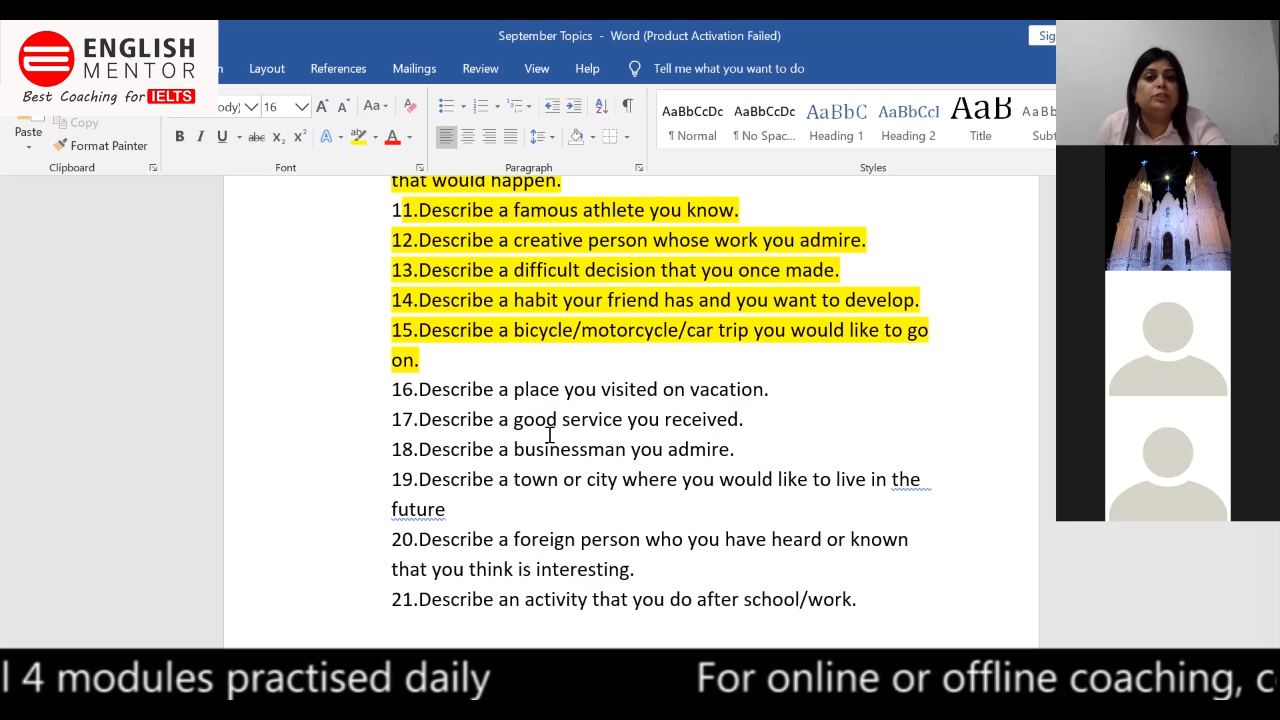 ENGLISH
MENTOR
Best Coaching for IELTS
September Topics - Word (Product Activation Failed)
Sig
Layout References Mailings Review View Help Tell me what you want to do
16 Aa
Paste
Copy
Format Painter
B I U abc X₂ X² A A
Clipboard Font Paragraph Styles
AaBbCcDc AaBbCcDc AaBbC AaBbCcI AaB AaBb
¶ Normal ¶ No Spac... Heading 1 Heading 2 Title Subt
that would happen.
11.Describe a famous athlete you know.
12.Describe a creative person whose work you admire.
13.Describe a difficult decision that you once made.
14.Describe a habit your friend has and you want to develop.
15.Describe a bicycle/motorcycle/car trip you would like to go
on.
16.Describe a place you visited on vacation.
17.Describe a good service you received.
18.Describe a businessman you admire.
19.Describe a town or city where you would like to live in the
future
20.Describe a foreign person who you have heard or known
that you think is interesting.
21.Describe an activity that you do after school/work.
l 4 modules practised daily For online or offline coaching, c